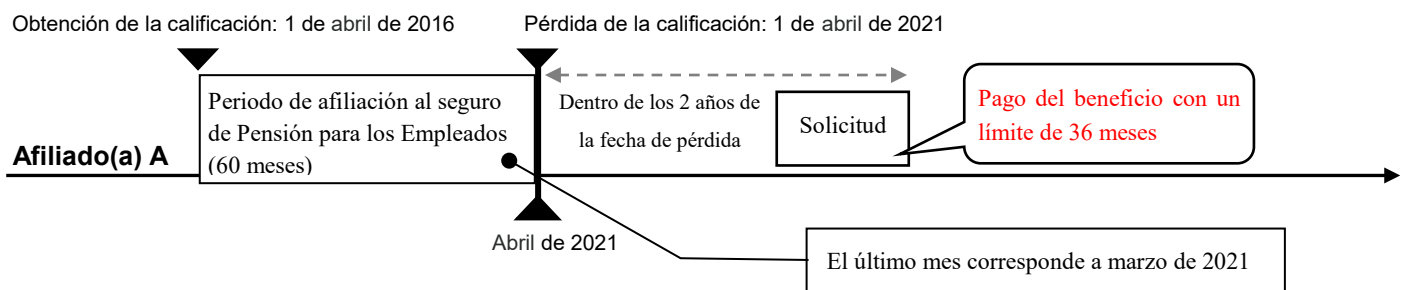 Obtención de la calificación: 1 de abril de 2016
Pérdida de la calificación: 1 de abril de 2021
Periodo de afiliación al seguro
de Pensión para los Empleados
(60 meses)
Dentro de los 2 años de
la fecha de pérdida
Solicitud
Pago del beneficio con un
límite de 36 meses
Afiliado(a) A
Abril de 2021
El último mes corresponde a marzo de 2021